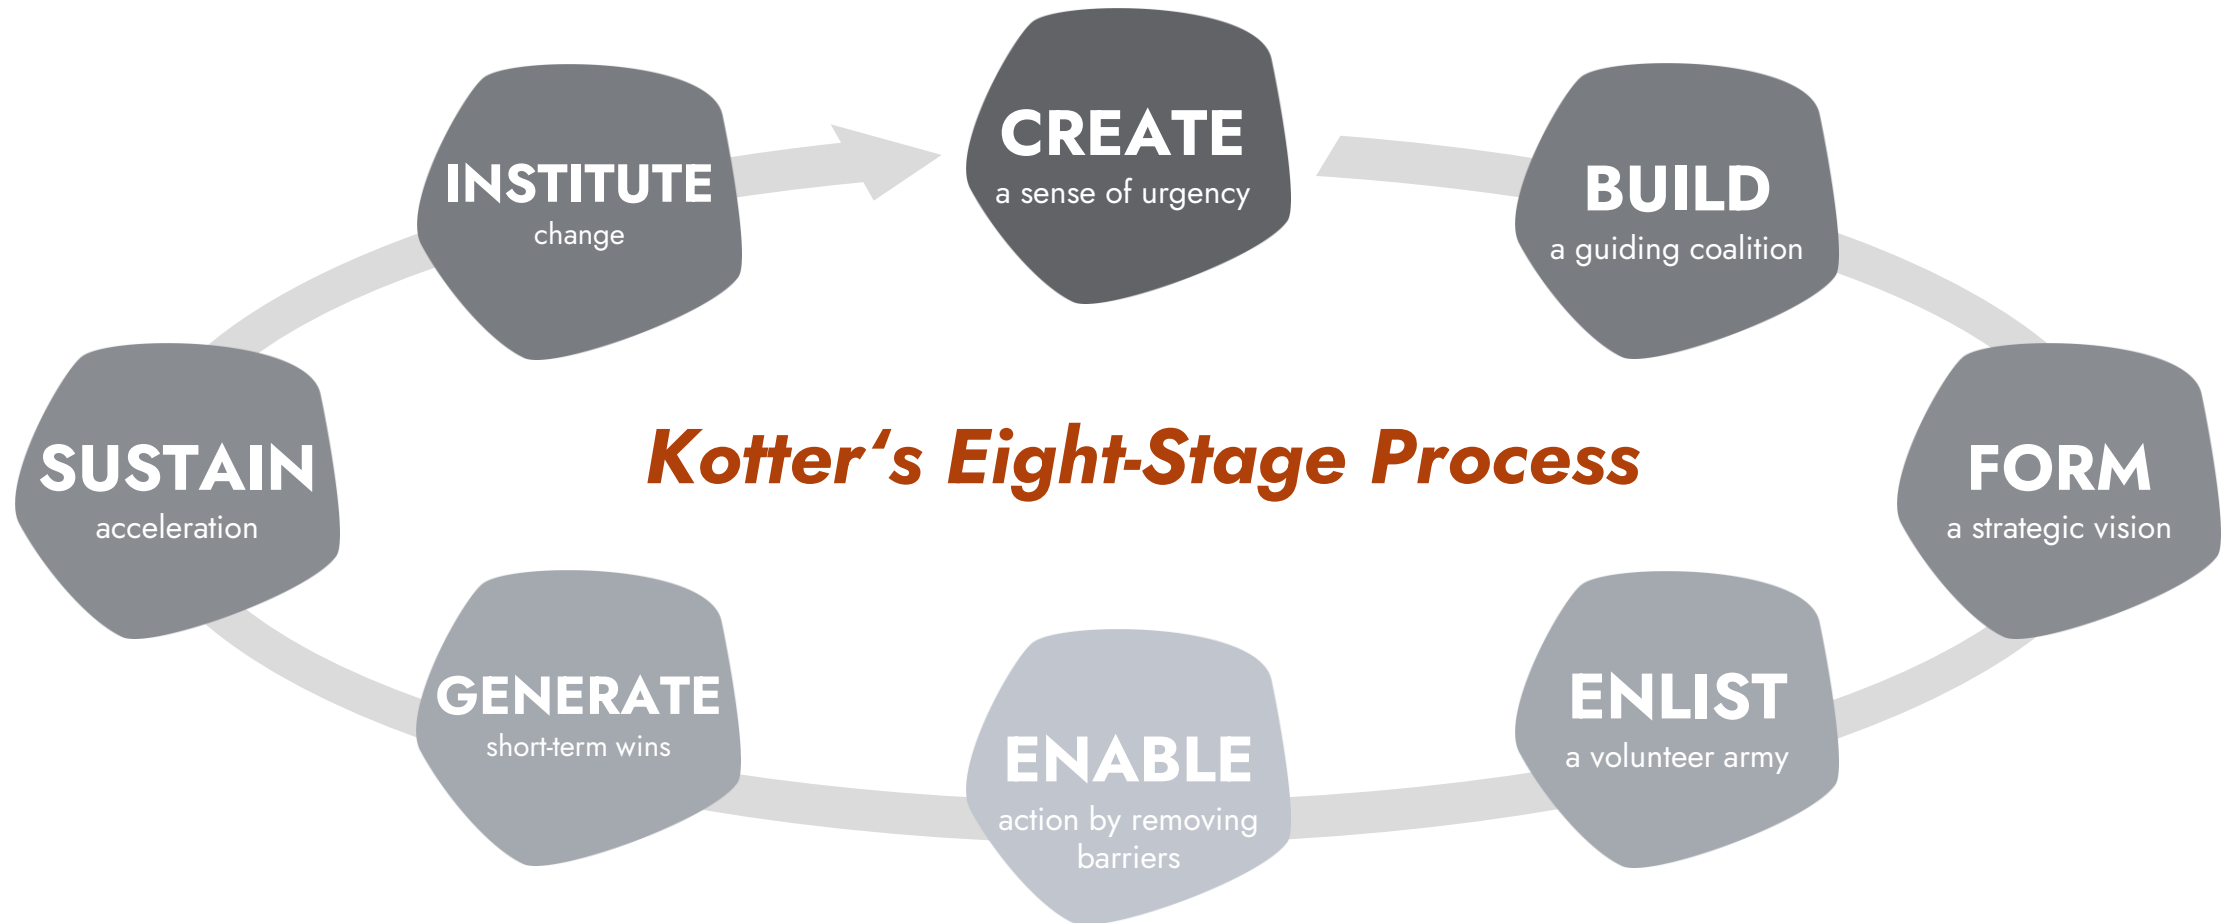 CREATE
a sense of urgency
BUILD
a guiding coalition
FORM
a strategic vision
ENLIST
a volunteer army
ENABLE
action by removing
barriers
GENERATE
short-term wins
SUSTAIN
acceleration
INSTITUTE
change
Kotter‘s Eight-Stage Process